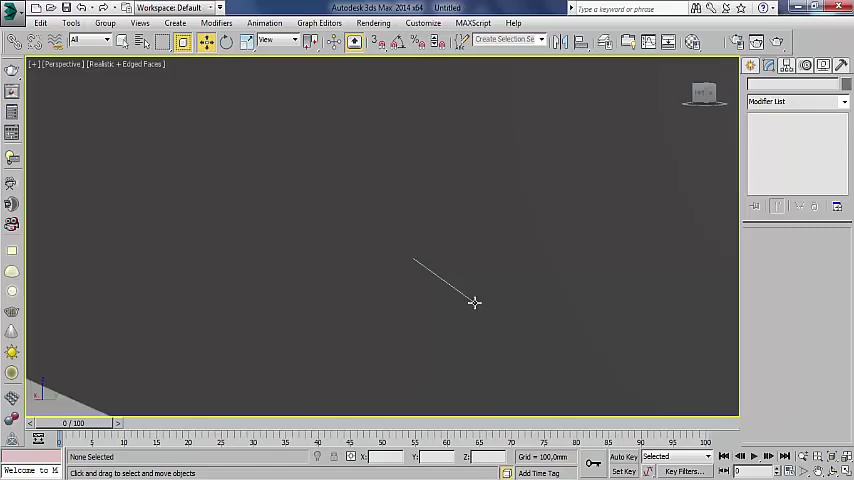 Workspace: Default
Autodesk 3ds Max 2014 x64
Untitled
Type a keyword or phrase
Edit Tools Group Views Create Modifiers Animation Graph Editors Rendering Customize MAXScript Help
All
View
Create Selection Se
[+] [Perspective] [Realistic + Edged Faces]
Modifier List
0 / 100
0 5 10 15 20 25 30 35 40 45 50 55 60 65 70 75 80 85 90 95 100
None Selected
X:
Y:
Z:
Grid = 100,0mm
Auto Key
Selected
Welcome to M
Click and drag to select and move objects
Add Time Tag
Set Key
Key Filters...
0